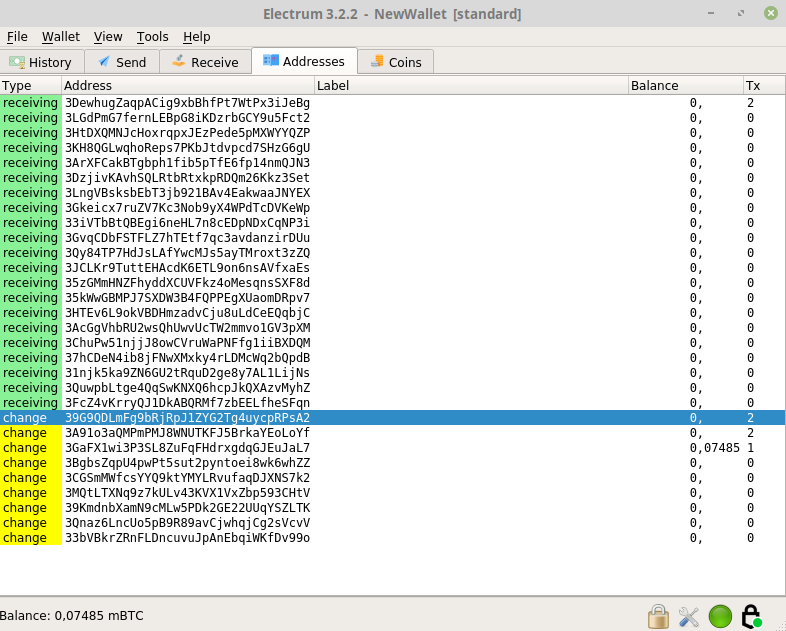 Electrum 3.2.2 - NewWallet [standard]
File Wallet View Tools Help
History Send Receive Addresses Coins
Type Address Label Balance Tx
receiving 3DewhugZaqpACig9xbBhfPt7WtPx3iJeBg 0, 2
receiving 3LGdPmG7fernLEBpG8iKDzrbGCY9u5Fct2 0, 0
receiving 3HtDXQMNJcHoxrqpxJEzPede5pMXWYYQZP 0, 0
receiving 3KH8QGLwqhoReps7PKbJtdvpcd7SHzG6gU 0, 0
receiving 3ArXFCakBTgbph1fib5pTfE6fp14nmQJN3 0, 0
receiving 3DzjivKAvhSQLRtbRtxkpRDQm26Kkz3Set 0, 0
receiving 3LngVBsksbEbT3jb921BAv4EakwaaJNYEX 0, 0
receiving 3Gkeicx7ruZV7Kc3Nob9yX4WPdTcDVKeWp 0, 0
receiving 33iVTbBtQBEgi6neHL7n8cEDpNDxCqNP3i 0, 0
receiving 3GvqCDbFSTFLZ7hTEtf7qc3avdanzirDUu 0, 0
receiving 3Qy84TP7HdJsLAfYwcMJs5ayTMroxt3zZQ 0, 0
receiving 3JCLKr9TuttEHAcdK6ETL9on6nsAVfxaEs 0, 0
receiving 35zGMmHNZFhyddXCUVFkz4oMesqnsSXF8d 0, 0
receiving 35kWwGBMPJ7SXDW3B4FQPPEgXUaomDRpv7 0, 0
receiving 3HTEv6L9okVBDHmzadvCju8uLdCeEQqbjC 0, 0
receiving 3AcGgVhbRU2wsQhUwvUcTW2mmvo1GV3pXM 0, 0
receiving 3ChuPw51njjJ8owCVruWaPNFfg1iiBXDQM 0, 0
receiving 37hCDeN4ib8jFNwXMxky4rLDMcWq2bQpdB 0, 0
receiving 31njk5ka9ZN6GU2tRquD2ge8y7AL1LijNs 0, 0
receiving 3QuwpbLtge4QqSwKNXQ6hcpJkQXAzvMyhZ 0, 0
receiving 3FcZ4vKrryQJ1DkABQRMf7zbEELfheSFqn 0, 0
change 39G9QDLmFg9bRjRpJ1ZYG2Tg4uycpRPsA2 0, 2
change 3A91o3aQMPmPMJ8WNUTKFJ5BrkaYEoLoYf 0, 2
change 3GaFX1wi3P3SL8ZuFqFHdrxgdqGJEuJaL7 0,07485 1
change 3BgbsZqpU4pwPt5sut2pyntoei8wk6whZZ 0, 0
change 3CGSmMWfcsYYQ9ktYMYLRvufaqDJXNS7k2 0, 0
change 3MQtLTXNq9z7kULv43KVX1VxZbp593CHtV 0, 0
change 39KmdnbXamN9cMLw5PDk2GE22UUqYSZLTK 0, 0
change 3Qnaz6LncUo5pB9R89avCjwhqjCg2sVcvV 0, 0
change 33bVBkrZRnFLDncuvuJpAnEbqiWKfDv99o 0, 0
Balance: 0,07485 mBTC